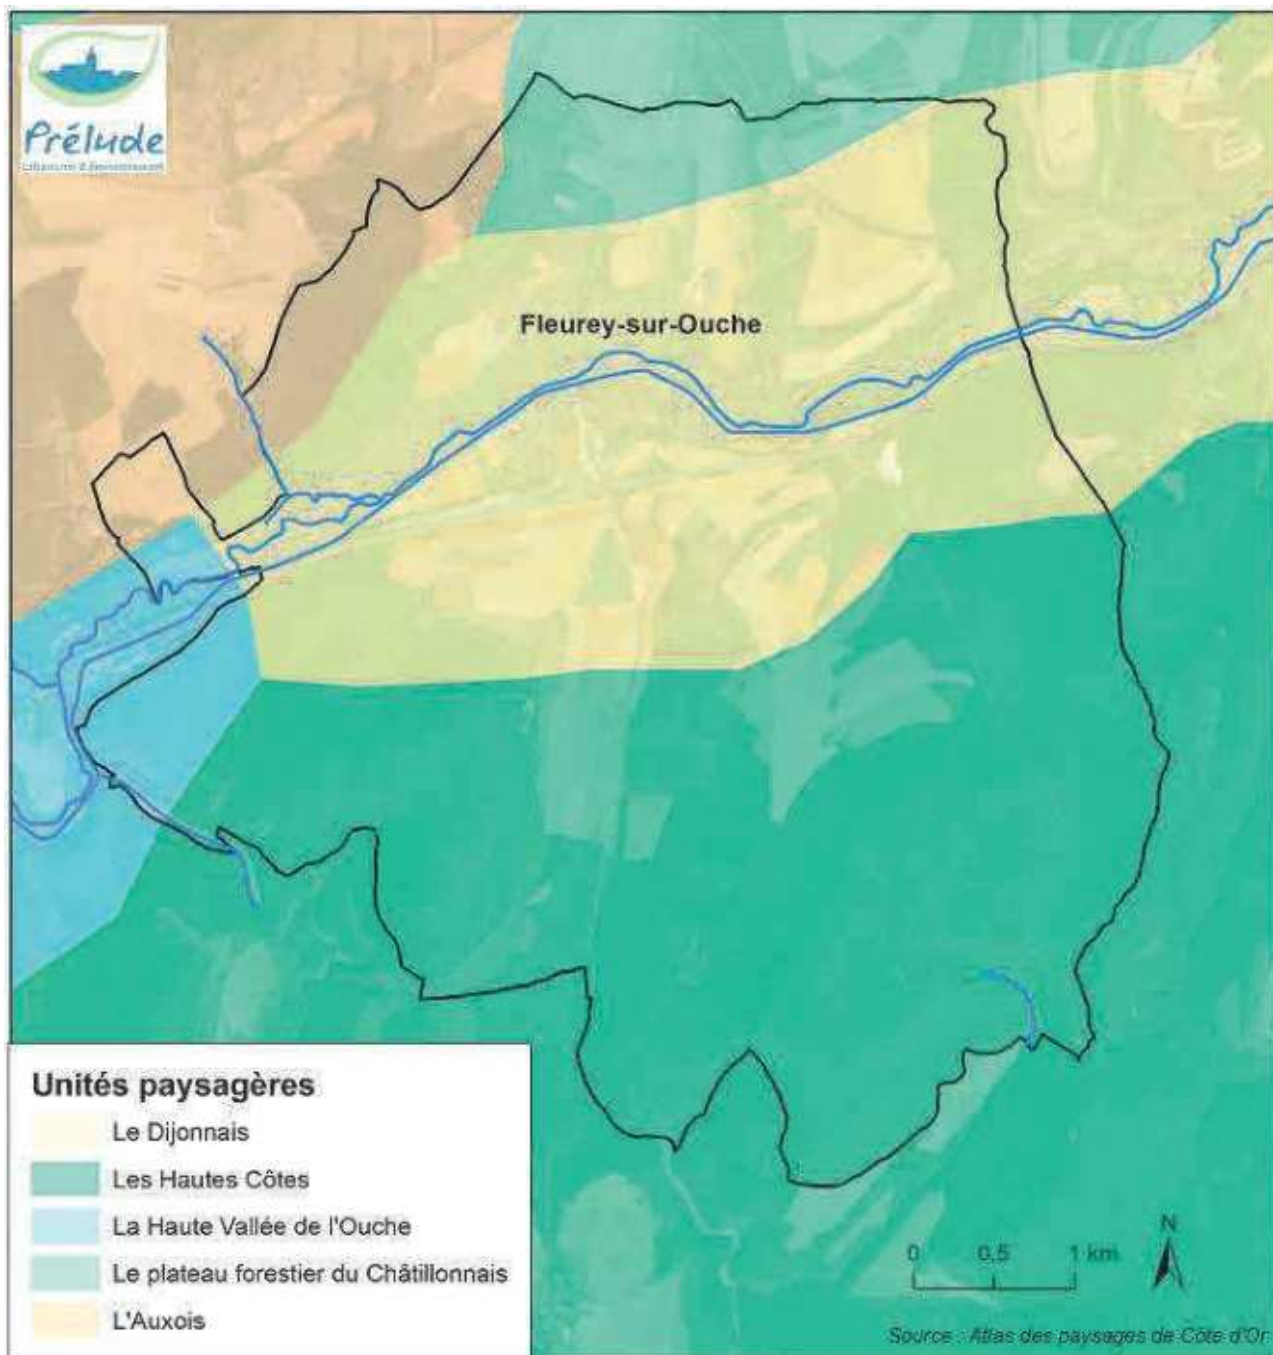 Prélude
Fleurey-sur-Ouche
Unités paysagères
Le Dijonnais
Les Hautes Côtes
La Haute Vallée de l'Ouche
Le plateau forestier du Châtillonnais
L'Auxois
N
0 0,5 1 km
Source : Atlas des paysages de Côte d'Or